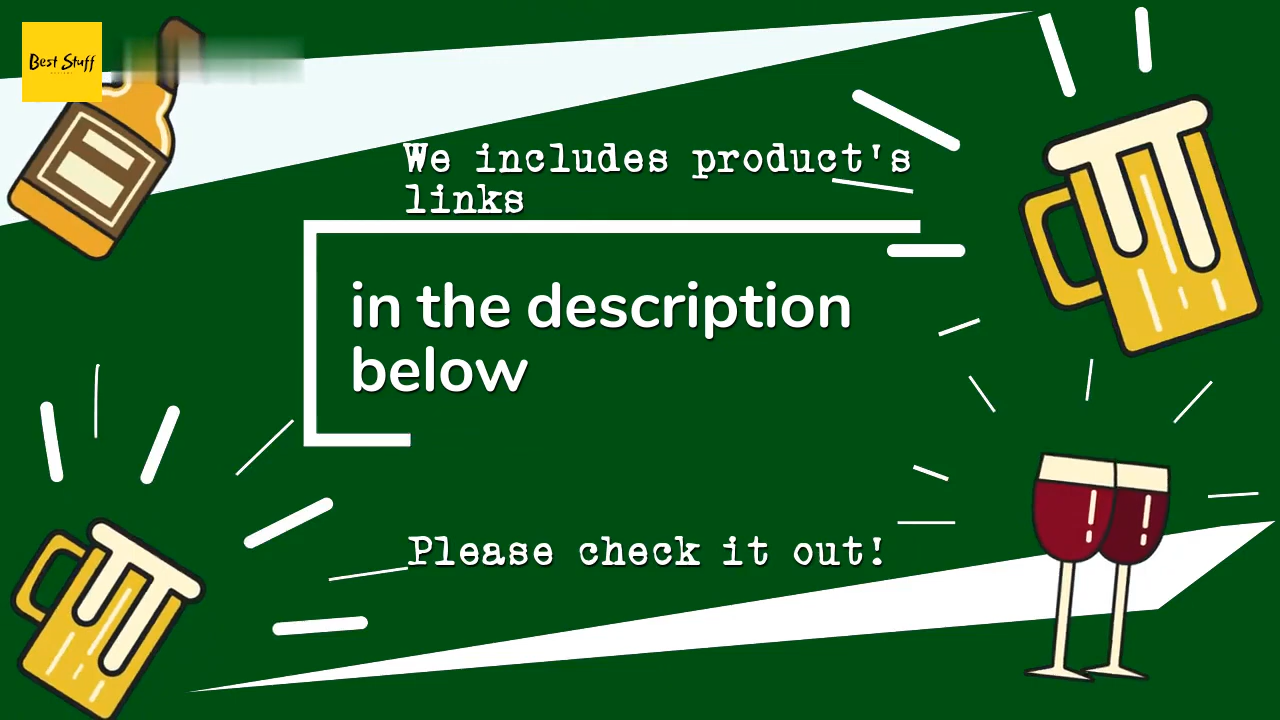 Best Stuff
We includes product's
links
in the description
below
Please check it out!